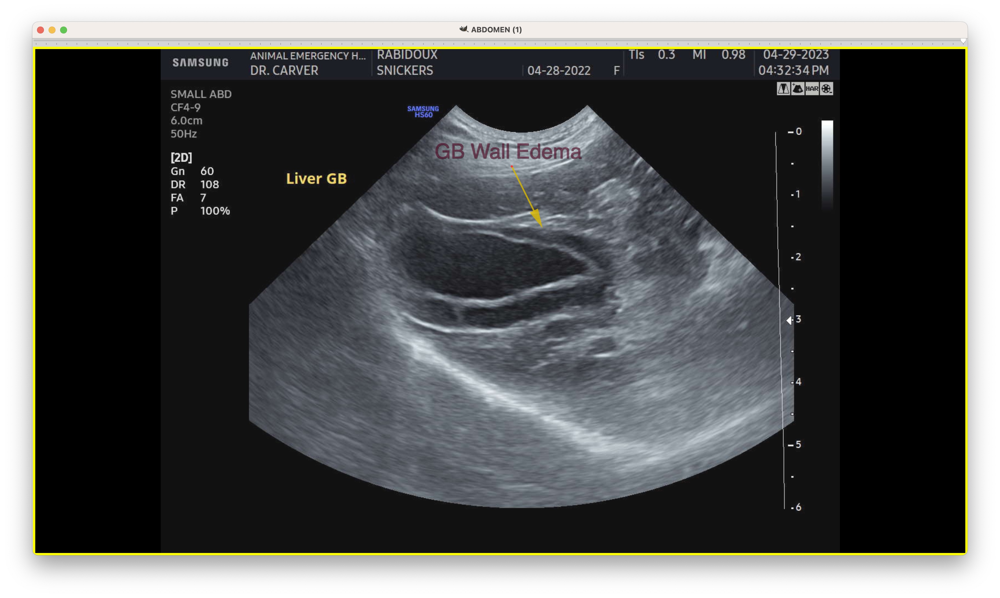 ABDOMEN (1)
SAMSUNG
ANIMAL EMERGENCY H...
DR. CARVER
RABIDOUX
SNICKERS
04-28-2022 F
TIs 0.3 MI 0.98
04-29-2023
04:32:34 PM
HAR
SMALL ABD
CF4-9
6.0cm
50Hz
[2D]
Gn 60
DR 108
FA 7
P 100%
SAMSUNG
HS60
GB Wall Edema
Liver GB
0
1
2
3
4
5
6